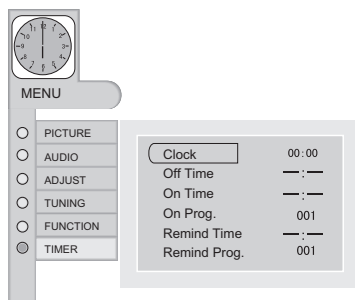 MENU
PICTURE
AUDIO
ADJUST
TUNING
FUNCTION
TIMER
Clock 00:00
Off Time —:—
On Time —:—
On Prog. 001
Remind Time —:—
Remind Prog. 001